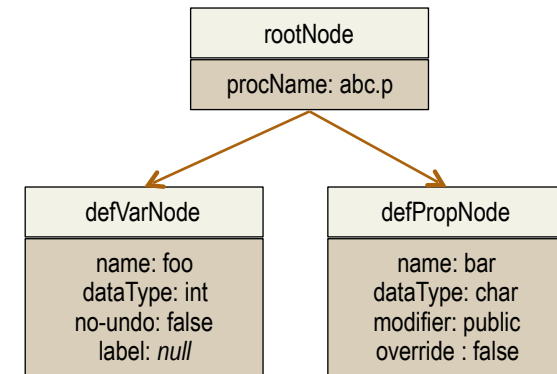 rootNode
procName: abc.p
defVarNode
name: foo
dataType: int
no-undo: false
label: null
defPropNode
name: bar
dataType: char
modifier: public
override : false